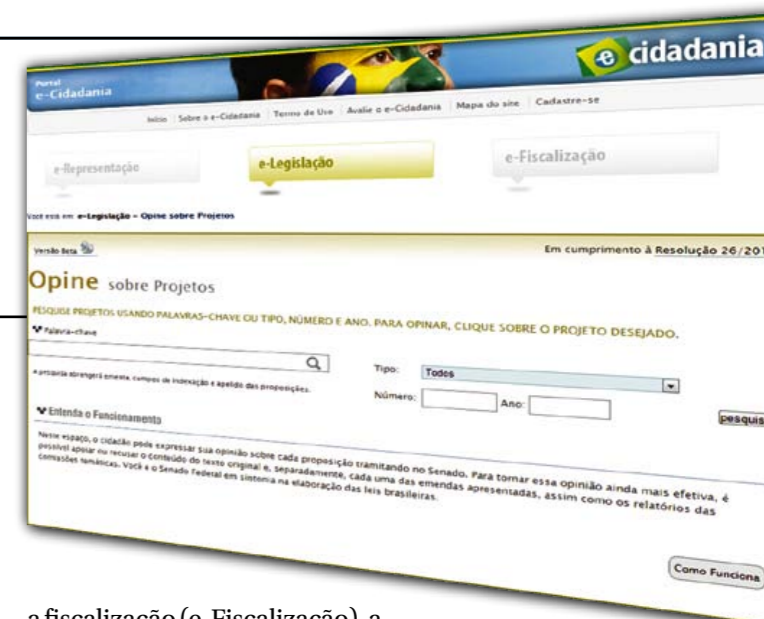 Portal
e-Cidadania
e cidadania
Início Sobre o e-Cidadania Termo de Uso Avalie o e-Cidadania Mapa do site Cadastre-se
e-Representação
e-Legislação
e-Fiscalização
Você está em: e-Legislação - Opine sobre Projetos
Versão Beta
Em cumprimento à Resolução 26/201
Opine sobre Projetos
PESQUISE PROJETOS USANDO PALAVRAS-CHAVE OU TIPO, NÚMERO E ANO. PARA OPINAR, CLIQUE SOBRE O PROJETO DESEJADO.
Palavra-chave
Tipo: Todos
A pesquisa abrangerá ementa, campos de indexação e apelido das proposições.
Número: Ano:
pesquis
Entenda o Funcionamento
Neste espaço, o cidadão pode expressar sua opinião sobre cada proposição tramitando no Senado. Para tornar essa opinião ainda mais efetiva, é
possível apoiar ou recusar o conteúdo do texto original e, separadamente, cada uma das emendas apresentadas, assim como os relatórios das
comissões temáticas. Você e o Senado Federal em sintonia na elaboração das leis brasileiras.
Como Funciona
a fiscalização (e-Fiscalização), a